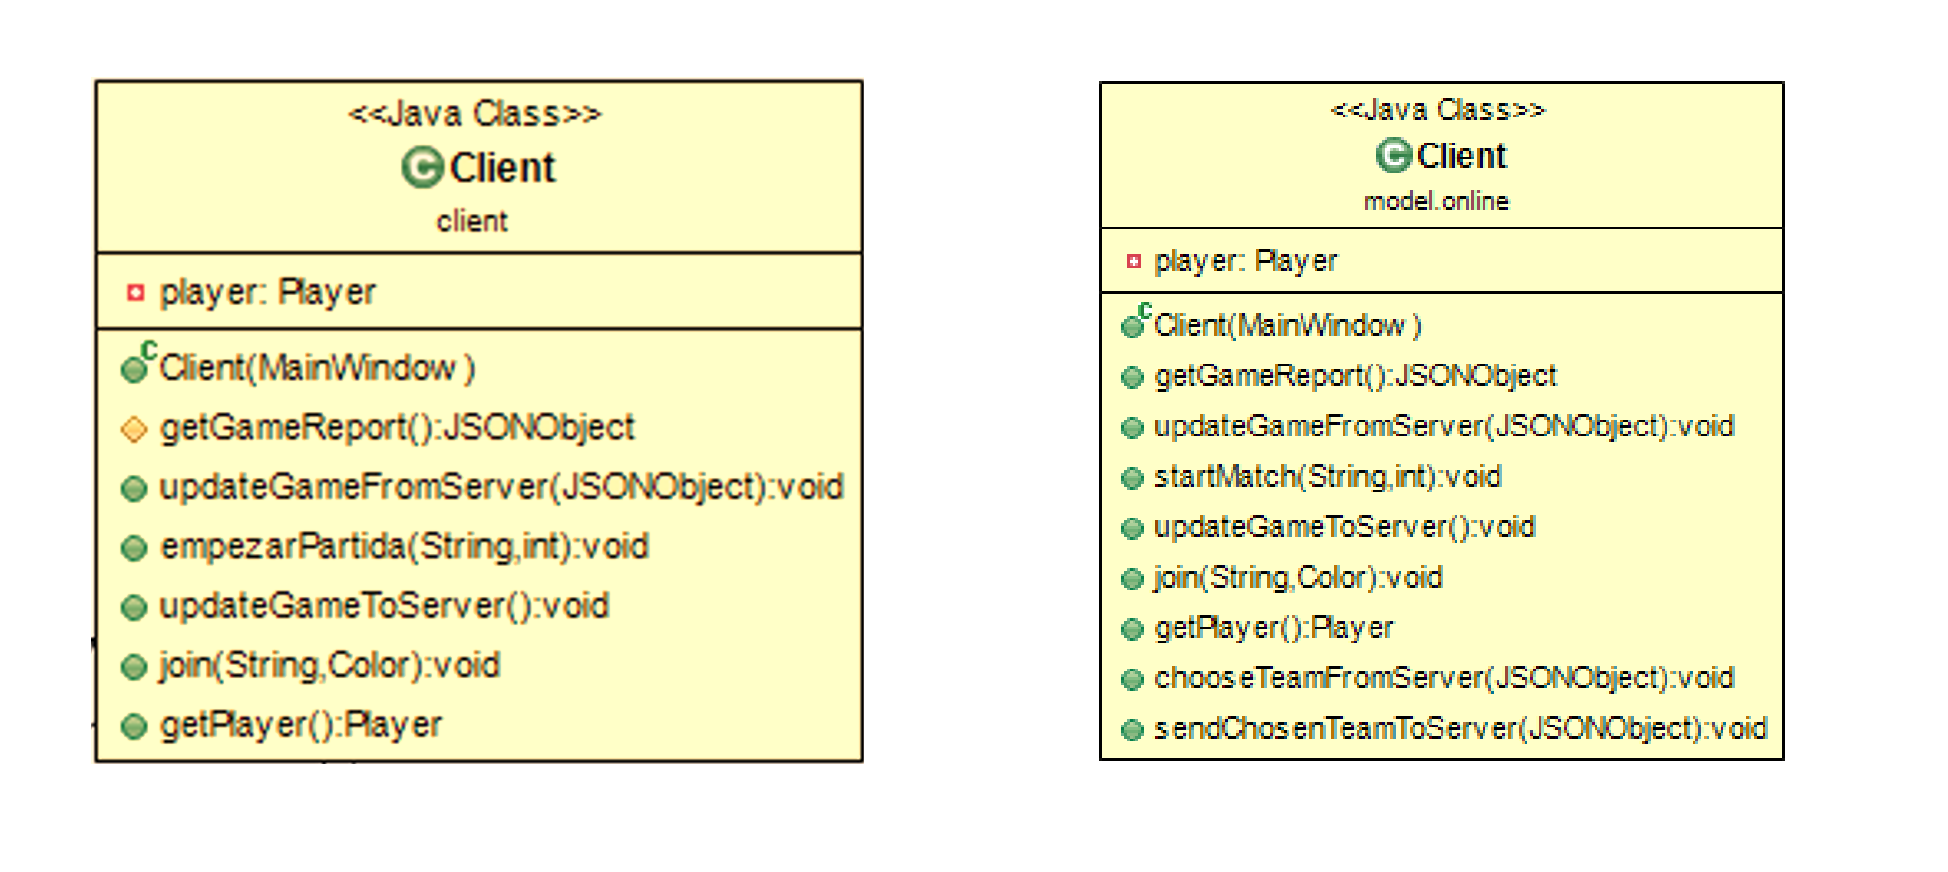 <<Java Class>>
Client
client
player: Player
Client(MainWindow)
getGameReport():JSONObject
updateGameFromServer(JSONObject):void
empezarPartida(String,int):void
updateGameToServer():void
join(String,Color):void
getPlayer():Player
<<Java Class>>
Client
model.online
player: Player
Client(MainWindow)
getGameReport():JSONObject
updateGameFromServer(JSONObject):void
startMatch(String,int):void
updateGameToServer():void
join(String,Color):void
getPlayer():Player
chooseTeamFromServer(JSONObject):void
sendChosenTeamToServer(JSONObject):void